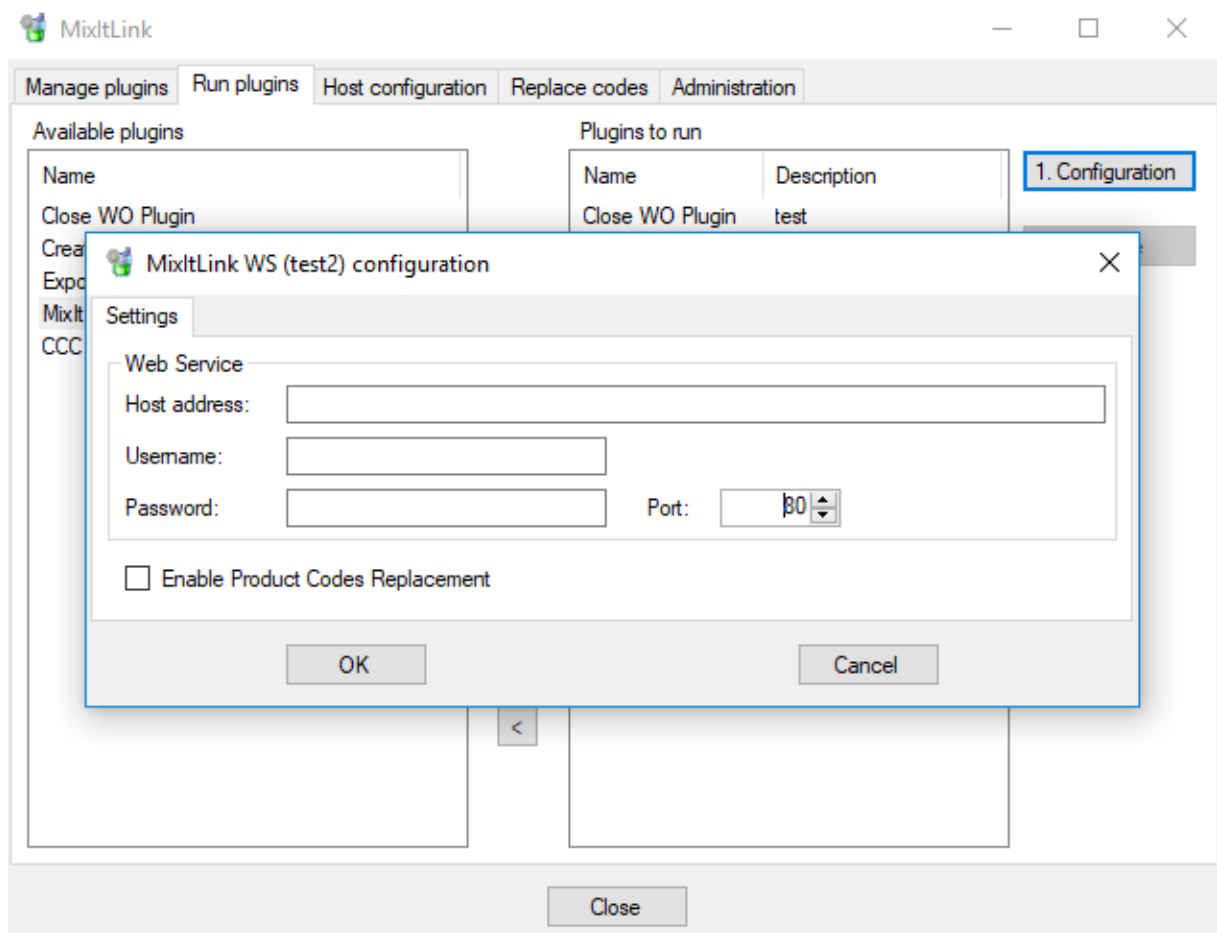 MixItLink
Manage plugins Run plugins Host configuration Replace codes Administration
Available plugins Plugins to run
Name Name Description 1. Configuration
Close WO Plugin Close WO Plugin test
MixItLink WS (test2) configuration
Settings
CCC
Web Service
Host address:
Username:
Password: Port: 80
Enable Product Codes Replacement
OK Cancel
<
Close